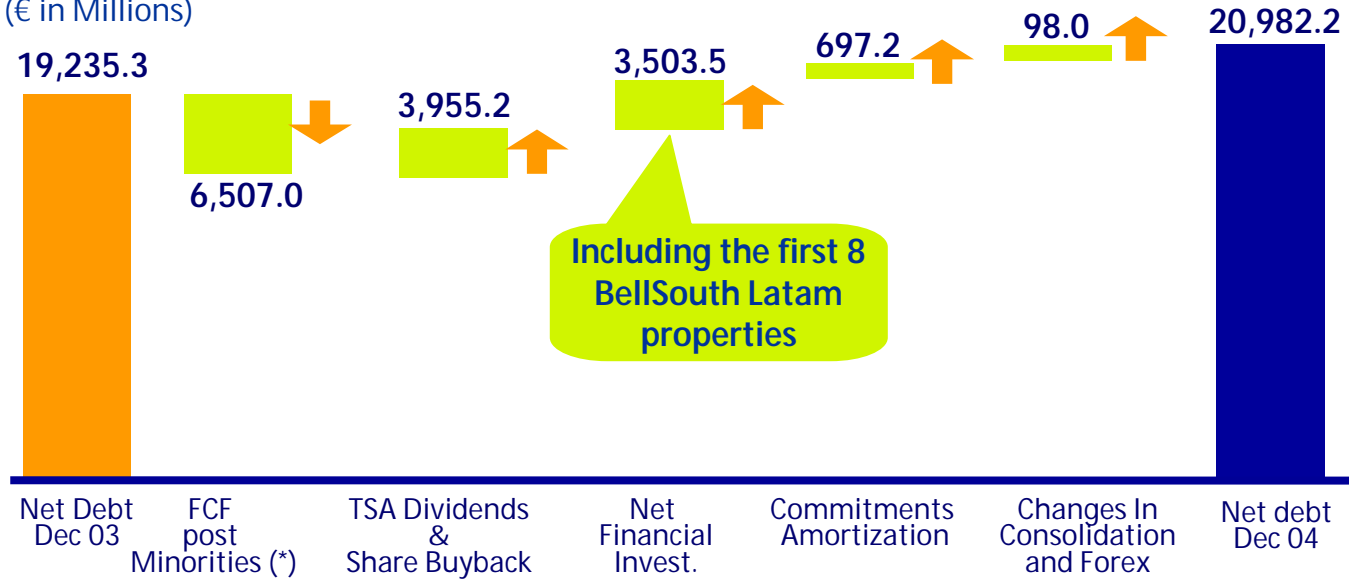 (€ in Millions)
19,235.3
6,507.0
3,955.2
3,503.5
697.2
98.0
20,982.2
Including the first 8
BellSouth Latam
properties
Net Debt
Dec 03
FCF
post
Minorities (*)
TSA Dividends
&
Share Buyback
Net
Financial
Invest.
Commitments
Amortization
Changes In
Consolidation
and Forex
Net debt
Dec 04